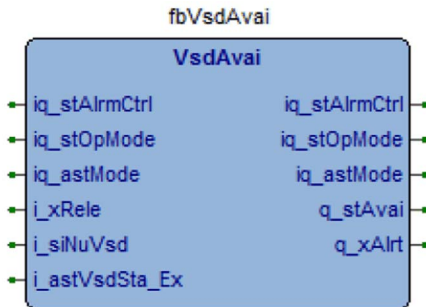 fbVsdAvai
VsdAvai
iq_stAlrmCtrl iq_stAlrmCtrl
iq_stOpMode iq_stOpMode
iq_astMode iq_astMode
i_xRele q_stAvai
i_siNuVsd q_xAlrt
i_astVsdSta_Ex